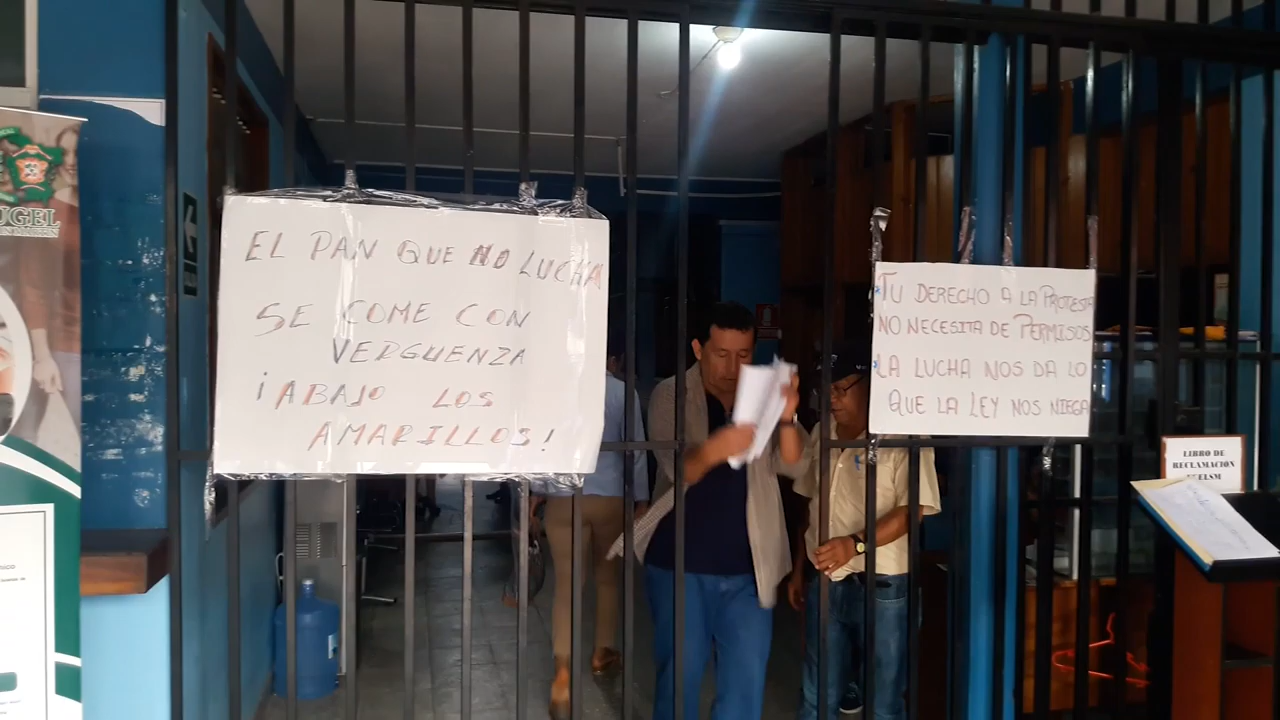 UGEL
EL PAN QUE NO LUCHA
SE COME CON
VERGUENZA
¡ABAJO LOS
AMARILLOS!
TU DERECHO A LA PROTESTA
NO NECESITA DE PERMISOS
LA LUCHA NOS DA LO
QUE LA LEY NOS NIEGA
LIBRO DE
RECLAMACIÓN